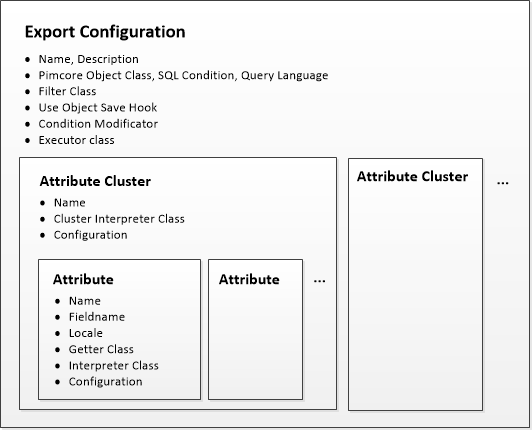 Export Configuration
• Name, Description
• Pimcore Object Class, SQL Condition, Query Language
• Filter Class
• Use Object Save Hook
• Condition Modificator
• Executor class
Attribute Cluster
• Name
• Cluster Interpreter Class
• Configuration
Attribute
• Name
• Fieldname
• Locale
• Getter Class
• Interpreter Class
• Configuration
Attribute
...
Attribute Cluster
...